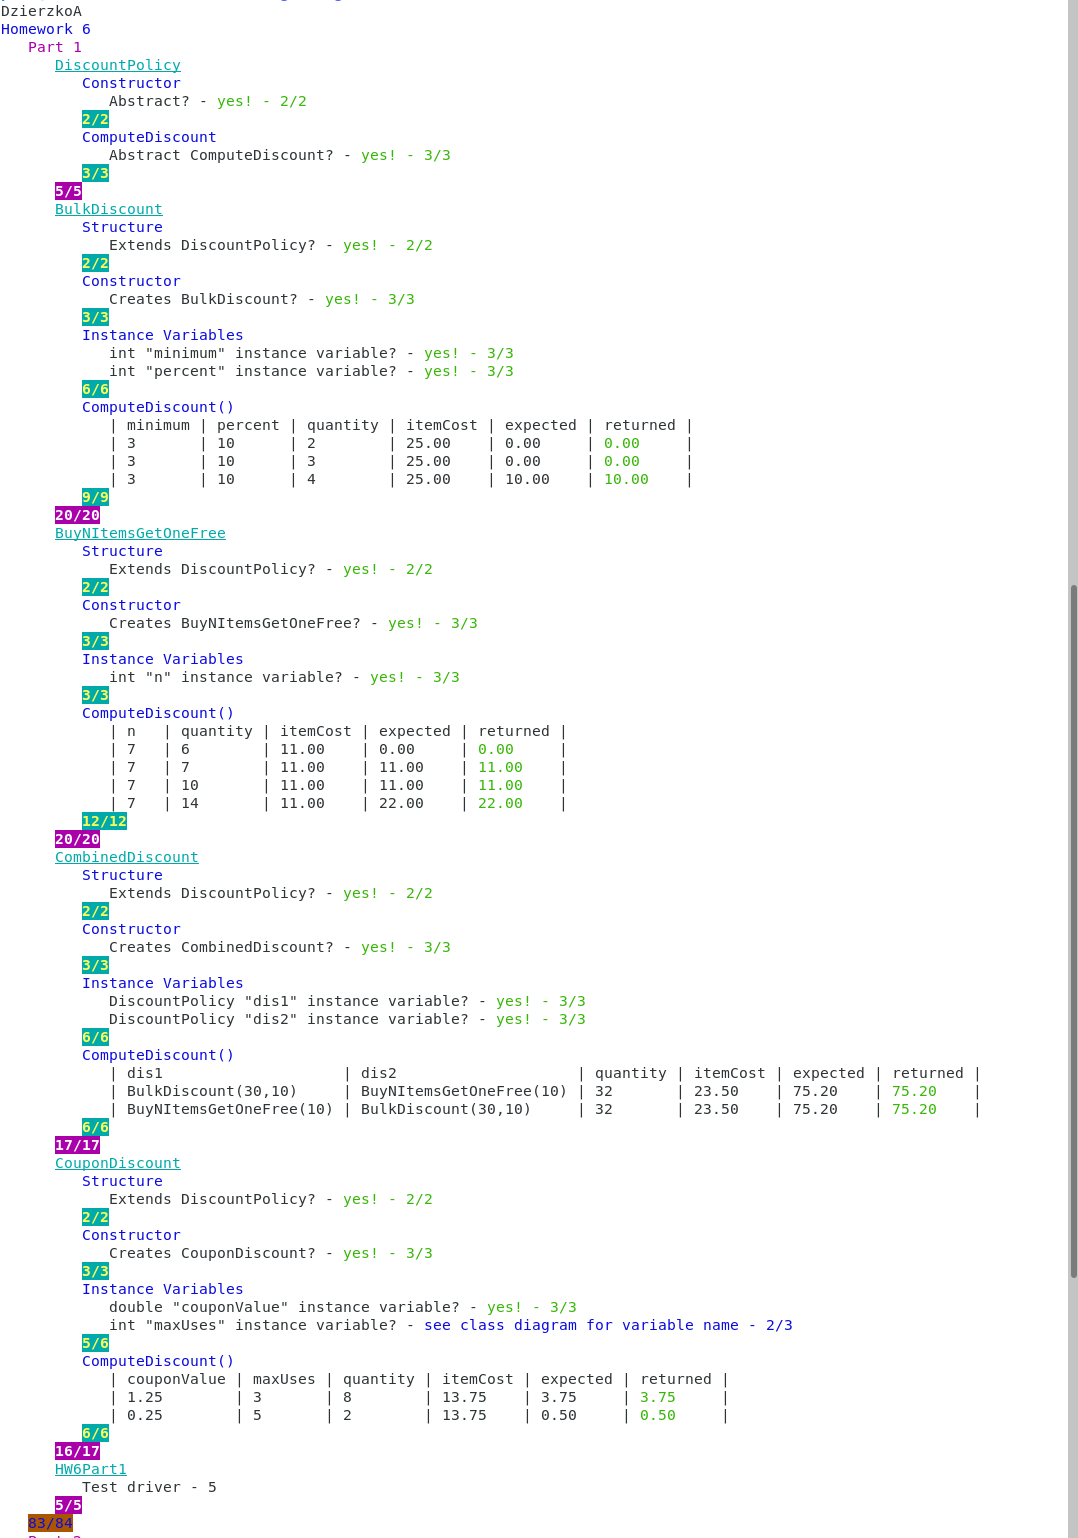 DzierzkoA
Homework 6
Part 1
DiscountPolicy
Constructor
Abstract? - yes! - 2/2
2/2
ComputeDiscount
Abstract ComputeDiscount? - yes! - 3/3
3/3
5/5
BulkDiscount
Structure
Extends DiscountPolicy? - yes! - 2/2
2/2
Constructor
Creates BulkDiscount? - yes! - 3/3
3/3
Instance Variables
int "minimum" instance variable? - yes! - 3/3
int "percent" instance variable? - yes! - 3/3
6/6
ComputeDiscount()
| minimum | percent | quantity | itemCost | expected | returned |
| 3 | 10 | 2 | 25.00 | 0.00 | 0.00 |
| 3 | 10 | 3 | 25.00 | 0.00 | 0.00 |
| 3 | 10 | 4 | 25.00 | 10.00 | 10.00 |
9/9
20/20
BuyNItemsGetOneFree
Structure
Extends DiscountPolicy? - yes! - 2/2
2/2
Constructor
Creates BuyNItemsGetOneFree? - yes! - 3/3
3/3
Instance Variables
int "n" instance variable? - yes! - 3/3
3/3
ComputeDiscount()
| n | quantity | itemCost | expected | returned |
| 7 | 6 | 11.00 | 0.00 | 0.00 |
| 7 | 7 | 11.00 | 11.00 | 11.00 |
| 7 | 10 | 11.00 | 11.00 | 11.00 |
| 7 | 14 | 11.00 | 22.00 | 22.00 |
12/12
20/20
CombinedDiscount
Structure
Extends DiscountPolicy? - yes! - 2/2
2/2
Constructor
Creates CombinedDiscount? - yes! - 3/3
3/3
Instance Variables
DiscountPolicy "dis1" instance variable? - yes! - 3/3
DiscountPolicy "dis2" instance variable? - yes! - 3/3
6/6
ComputeDiscount()
| dis1 | dis2 | quantity | itemCost | expected | returned |
| BulkDiscount(30,10) | BuyNItemsGetOneFree(10) | 32 | 23.50 | 75.20 | 75.20 |
| BuyNItemsGetOneFree(10) | BulkDiscount(30,10) | 32 | 23.50 | 75.20 | 75.20 |
6/6
17/17
CouponDiscount
Structure
Extends DiscountPolicy? - yes! - 2/2
2/2
Constructor
Creates CouponDiscount? - yes! - 3/3
3/3
Instance Variables
double "couponValue" instance variable? - yes! - 3/3
int "maxUses" instance variable? - see class diagram for variable name - 2/3
5/6
ComputeDiscount()
| couponValue | maxUses | quantity | itemCost | expected | returned |
| 1.25 | 3 | 8 | 13.75 | 3.75 | 3.75 |
| 0.25 | 5 | 2 | 13.75 | 0.50 | 0.50 |
6/6
16/17
HW6Part1
Test driver - 5
5/5
83/84